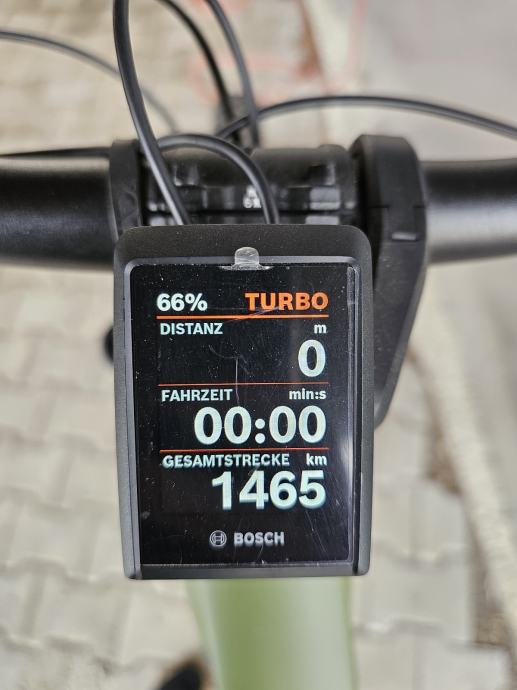 66% TURBO
DISTANZ m
0
FAHRZEIT min:s
00:00
GESAMTSTRECKE km
1465
BOSCH